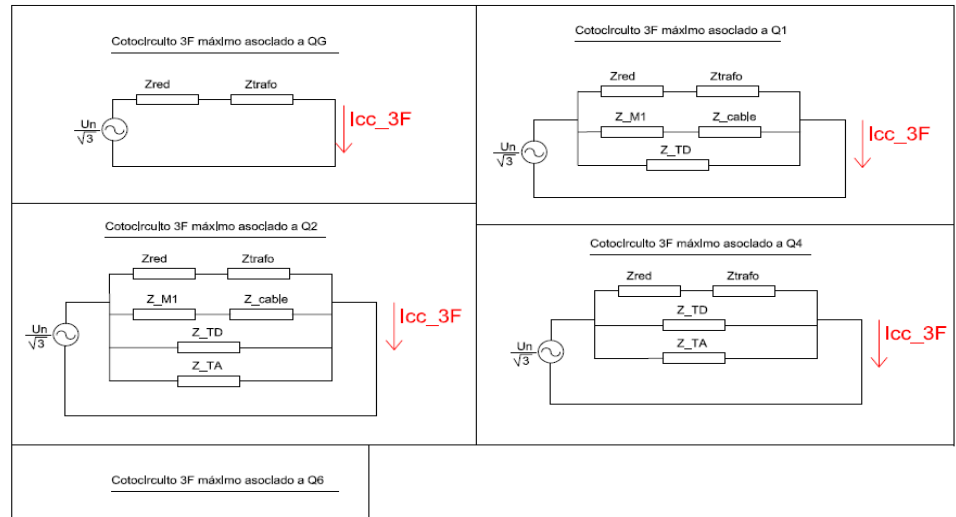 Cotocircuito 3F máximo asociado a QG
Zred
Ztrafo
Un
√3
Icc_3F
Cotocircuito 3F máximo asociado a Q1
Zred
Ztrafo
Z_M1
Z_cable
Z_TD
Un
√3
Icc_3F
Cotocircuito 3F máximo asociado a Q2
Zred
Ztrafo
Z_M1
Z_cable
Z_TD
Z_TA
Un
√3
Icc_3F
Cotocircuito 3F máximo asociado a Q4
Zred
Ztrafo
Z_TD
Z_TA
Un
√3
Icc_3F
Cotocircuito 3F máximo asociado a Q6